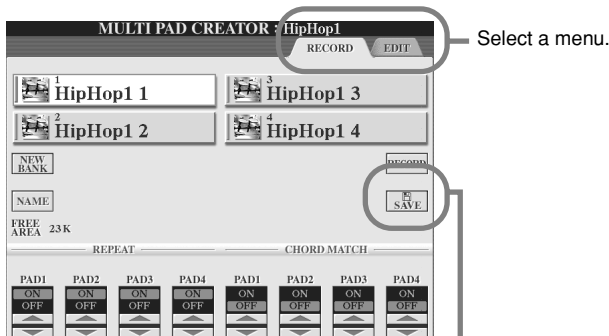 MULTI PAD CREATOR : HipHop1
RECORD EDIT
Select a menu.
1 HipHop1 1
3 HipHop1 3
2 HipHop1 2
4 HipHop1 4
NEW BANK
RECORD
NAME
SAVE
FREE AREA 23K
REPEAT CHORD MATCH
PAD1 PAD2 PAD3 PAD4 PAD1 PAD2 PAD3 PAD4
ON ON ON ON ON ON ON ON
OFF OFF OFF OFF OFF OFF OFF OFF